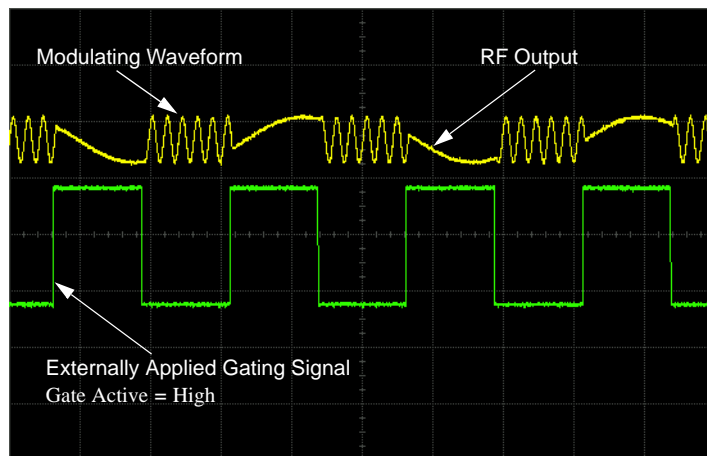 Modulating Waveform
RF Output
Externally Applied Gating Signal
Gate Active = High